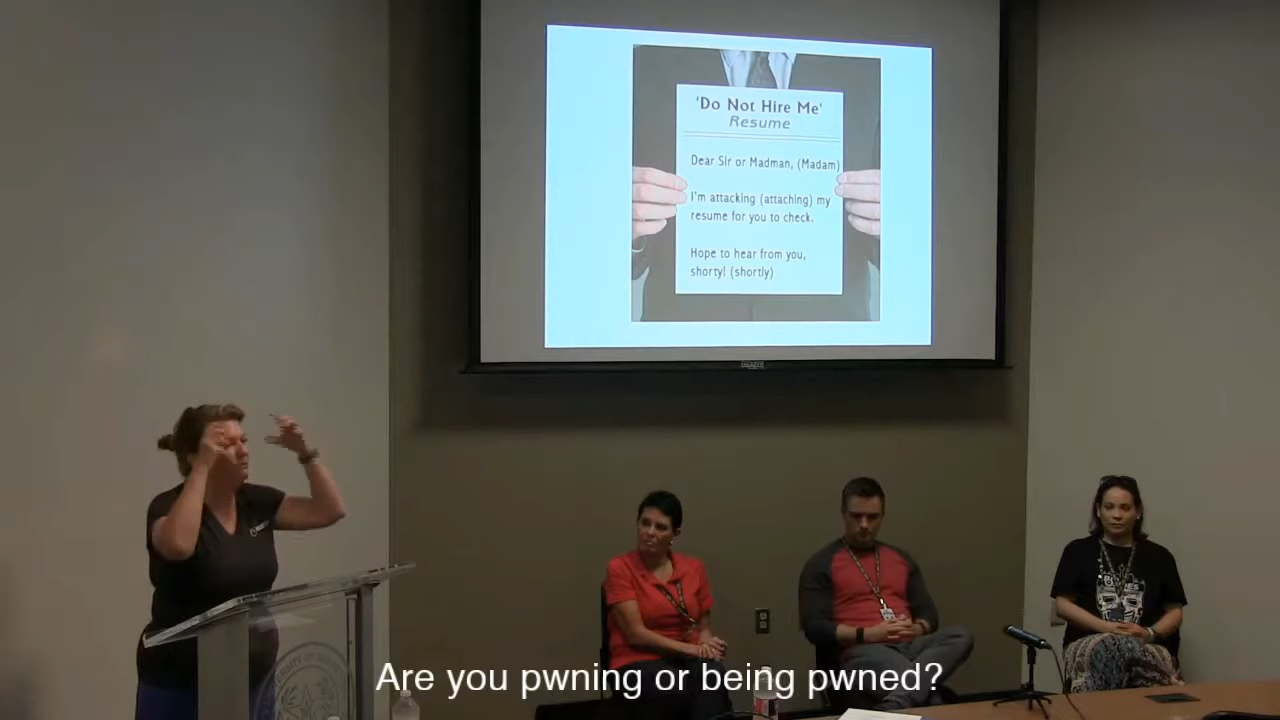 'Do Not Hire Me'
Resume
Dear Sir or Madman, (Madam)
I'm attacking (attaching) my
resume for you to check.
Hope to hear from you,
shorty! (shortly)
Are you pwning or being pwned?